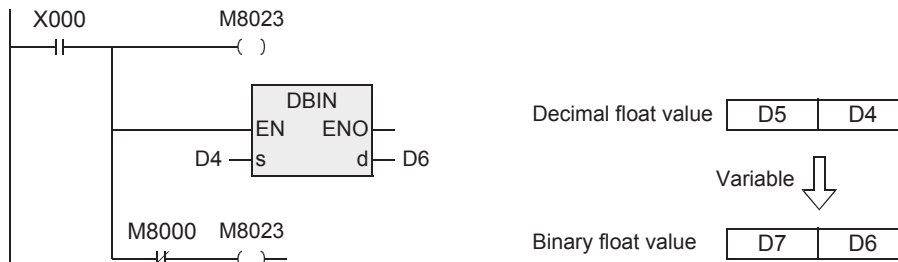 X000 M8023
( )
DBIN
EN ENO
D4 s d D6
M8000 M8023
( )
Decimal float value D5 D4
Variable
Binary float value D7 D6